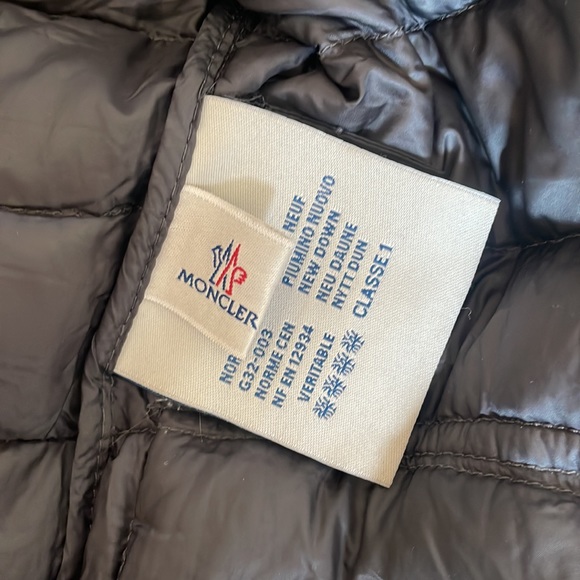 MONCLER
NOR
G32-003
NORME CEN
NF EN 12934
VERITABLE
NEUF
PIUMINO NUOVO
NEW DOWN
NEU DAUNE
NYTT DUN
CLASSE 1